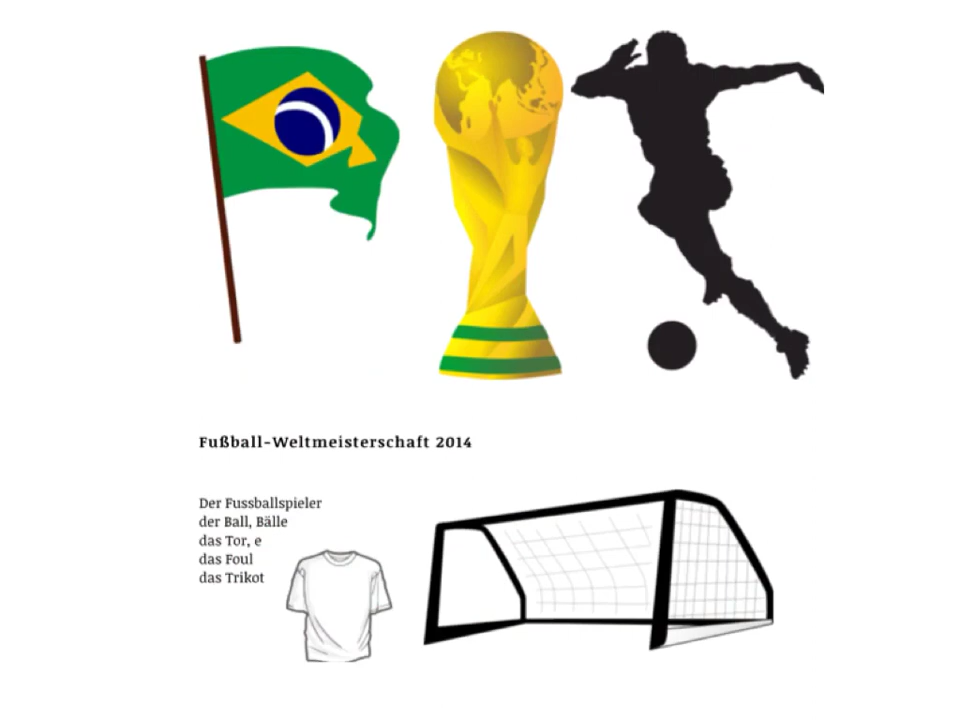 Fußball-Weltmeisterschaft 2014
Der Fussballspieler
der Ball, Bälle
das Tor, e
das Foul
das Trikot